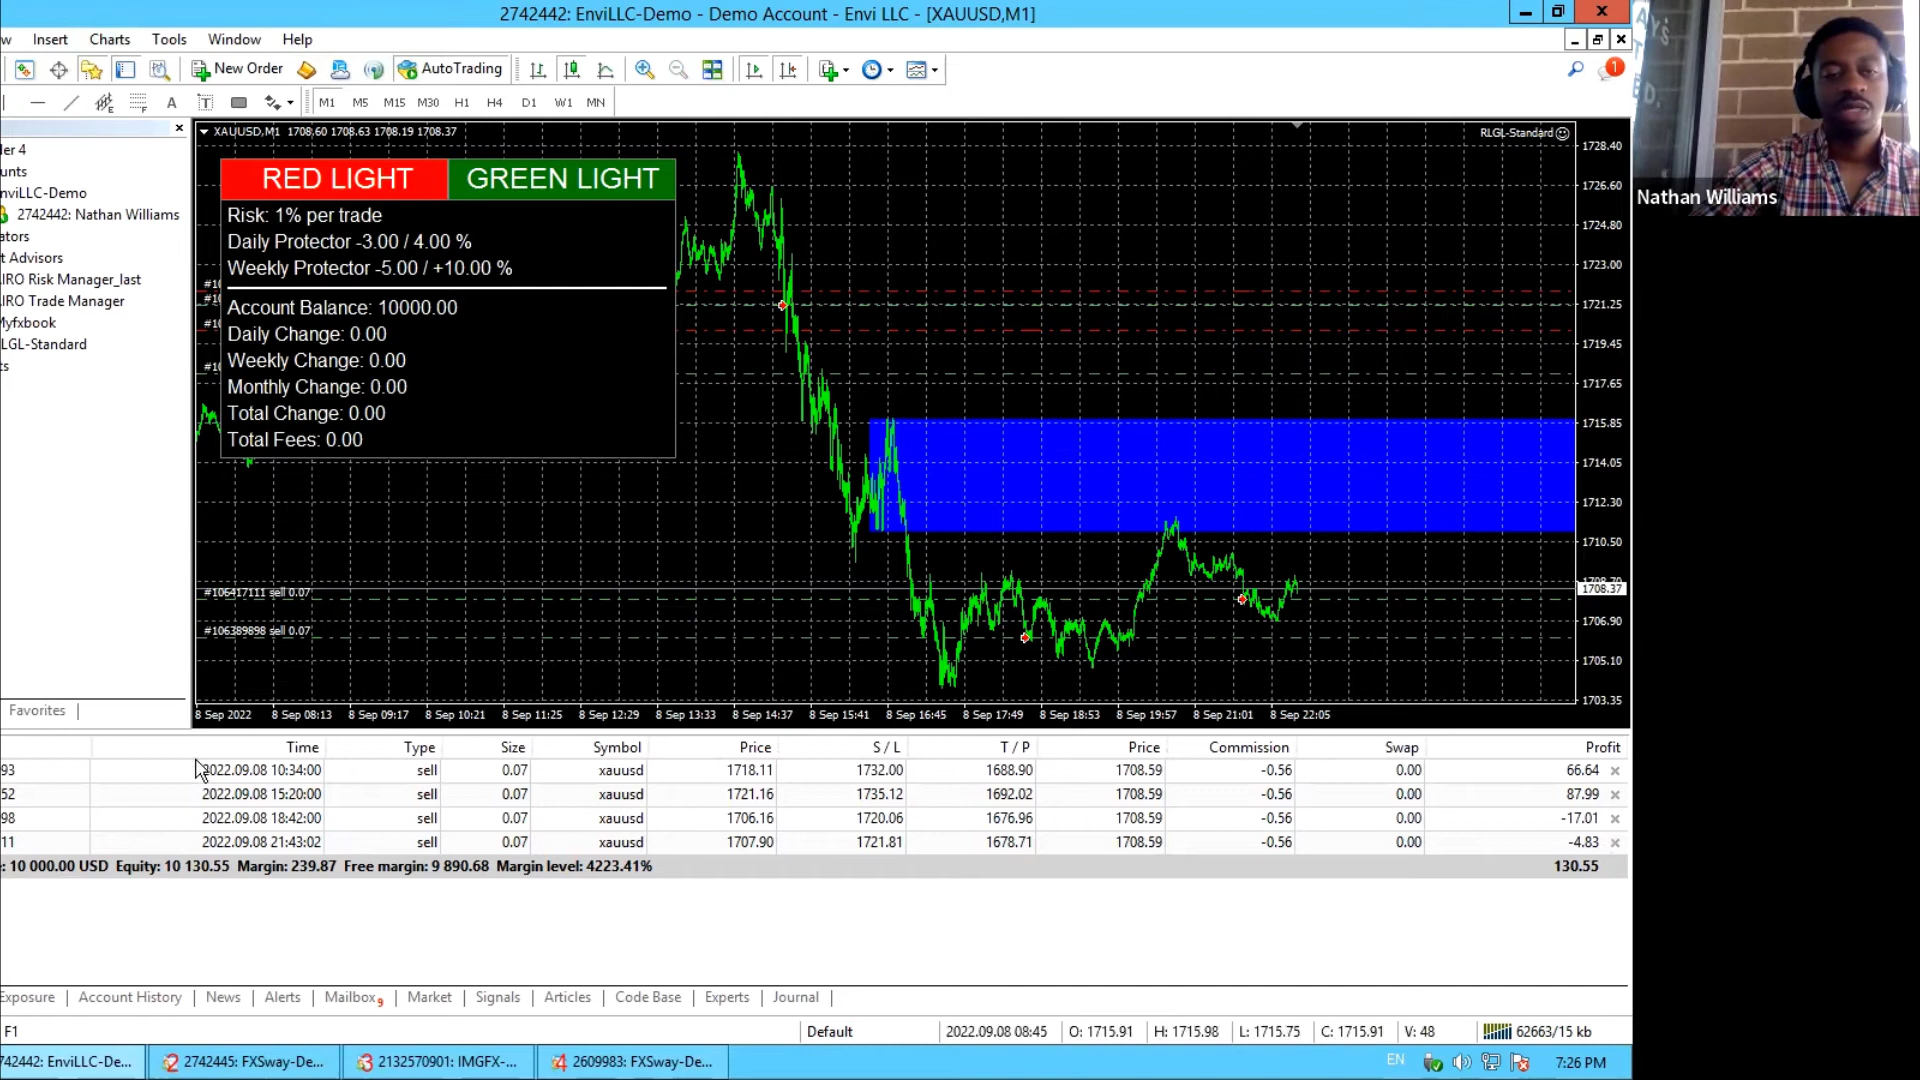 2742442: EnviLLC-Demo - Demo Account - Envi LLC - [XAUUSD,M1]
w Insert Charts Tools Window Help
New Order AutoTrading 1
A T M1 M5 M15 M30 H1 H4 D1 W1 MN
Nathan Williams
XAUUSD,M1 1708.60 1708.63 1708.19 1708.37
RLGL-Standard
ler 4
unts
nviLLC-Demo
2742442: Nathan Williams
ators
t Advisors
IRO Risk Manager_last
IRO Trade Manager
Myfxbook
LGL-Standard
ts
Favorites
RED LIGHT GREEN LIGHT
Risk: 1% per trade
Daily Protector -3.00 / 4.00 %
Weekly Protector -5.00 / +10.00 %
Account Balance: 10000.00
Daily Change: 0.00
Weekly Change: 0.00
Monthly Change: 0.00
Total Change: 0.00
Total Fees: 0.00
#10
#10
#10
#106417111 sell 0.07
#106389898 sell 0.07
1728.40
1726.60
1724.80
1723.00
1721.25
1719.45
1717.65
1715.85
1714.05
1712.30
1710.50
1708.37
1706.90
1705.10
1703.35
8 Sep 2022 8 Sep 08:13 8 Sep 09:17 8 Sep 10:21 8 Sep 11:25 8 Sep 12:29 8 Sep 13:33 8 Sep 14:37 8 Sep 15:41 8 Sep 16:45 8 Sep 17:49 8 Sep 18:53 8 Sep 19:57 8 Sep 21:01 8 Sep 22:05
Time Type Size Symbol Price S / L T / P Price Commission Swap Profit
93 2022.09.08 10:34:00 sell 0.07 xauusd 1718.11 1732.00 1688.90 1708.59 -0.56 0.00 66.64
52 2022.09.08 15:20:00 sell 0.07 xauusd 1721.16 1735.12 1692.02 1708.59 -0.56 0.00 87.99
98 2022.09.08 18:42:00 sell 0.07 xauusd 1706.16 1720.06 1676.96 1708.59 -0.56 0.00 -17.01
11 2022.09.08 21:43:02 sell 0.07 xauusd 1707.90 1721.81 1678.71 1708.59 -0.56 0.00 -4.83
: 10 000.00 USD Equity: 10 130.55 Margin: 239.87 Free margin: 9 890.68 Margin level: 4223.41% 130.55
Exposure Account History News Alerts Mailbox 9 Market Signals Articles Code Base Experts Journal
F1 Default 2022.09.08 08:45 O: 1715.91 H: 1715.98 L: 1715.75 C: 1715.91 V: 48 62663/15 kb
742442: EnviLLC-De... 2 2742445: FXSway-De... 3 2132570901: IMGFX-... 4 2609983: FXSway-De... EN 7:26 PM